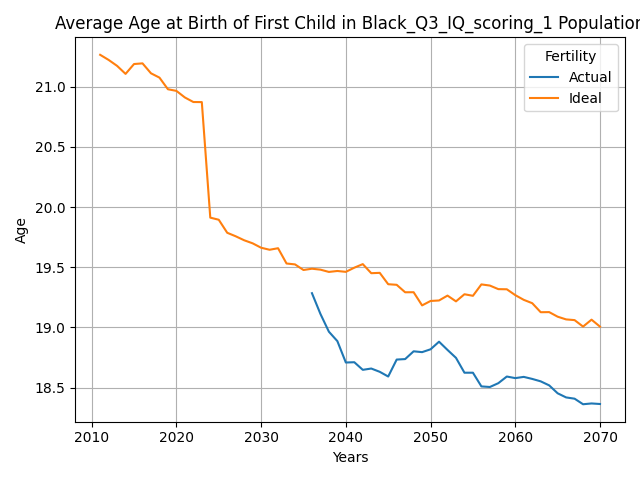 Average Age at Birth of First Child in Black_Q3_IQ_scoring_1 Population
Fertility
Actual
Ideal
21.0
20.5
20.0
19.5
19.0
18.5
Age
2010
2020
2030
2040
2050
2060
2070
Years